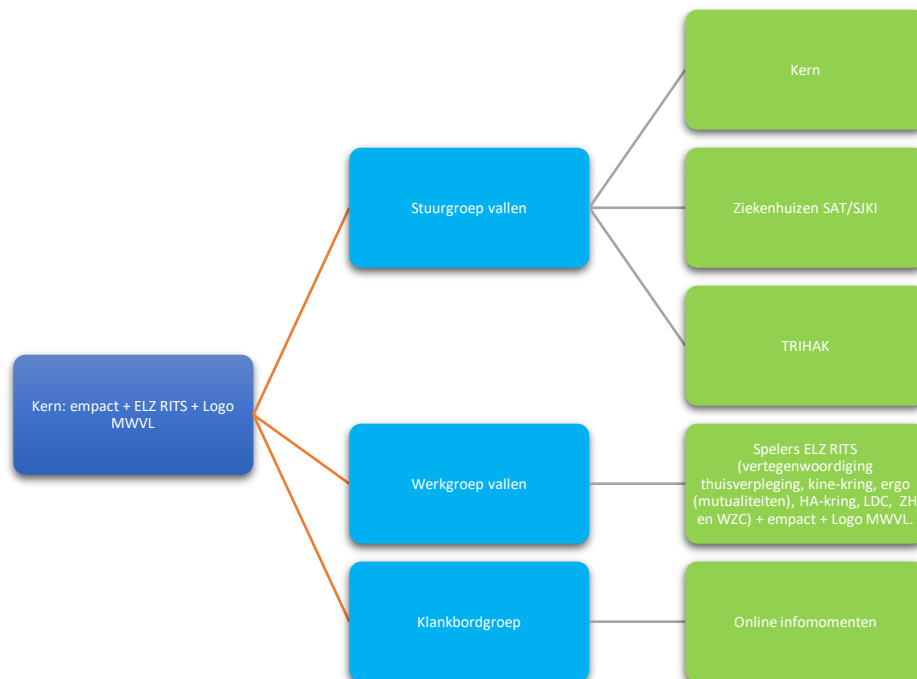 Kern: empact + ELZ RITS + Logo
MWVL
Stuurgroep vallen
Kern
Ziekenhuizen SAT/SJKI
TRIHAK
Werkgroep vallen
Spelers ELZ RITS
(vertegenwoordiging
thuisverpleging, kine-kring, ergo
(mutualiteiten), HA-kring, LDC, ZH
en WZC) + empact + Logo MWVL.
Klankbordgroep
Online infomomenten